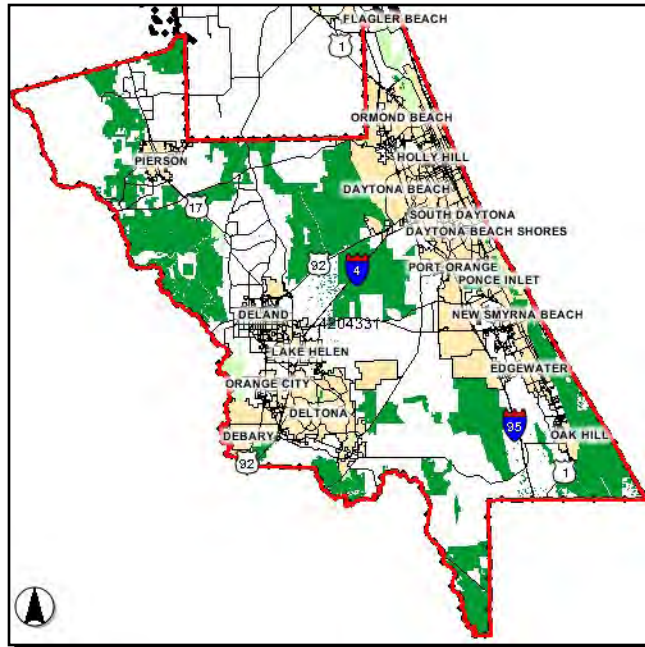 FLAGLER BEACH
1
ORMOND BEACH
HOLLY HILL
PIERSON
DAYTONA BEACH
17
SOUTH DAYTONA
DAYTONA BEACH SHORES
92
4
PORT ORANGE
PONCE INLET
DELAND
4204331
NEW SMYRNA BEACH
LAKE HELEN
EDGEWATER
ORANGE CITY
DELTONA
95
DEBARY
OAK HILL
92
1